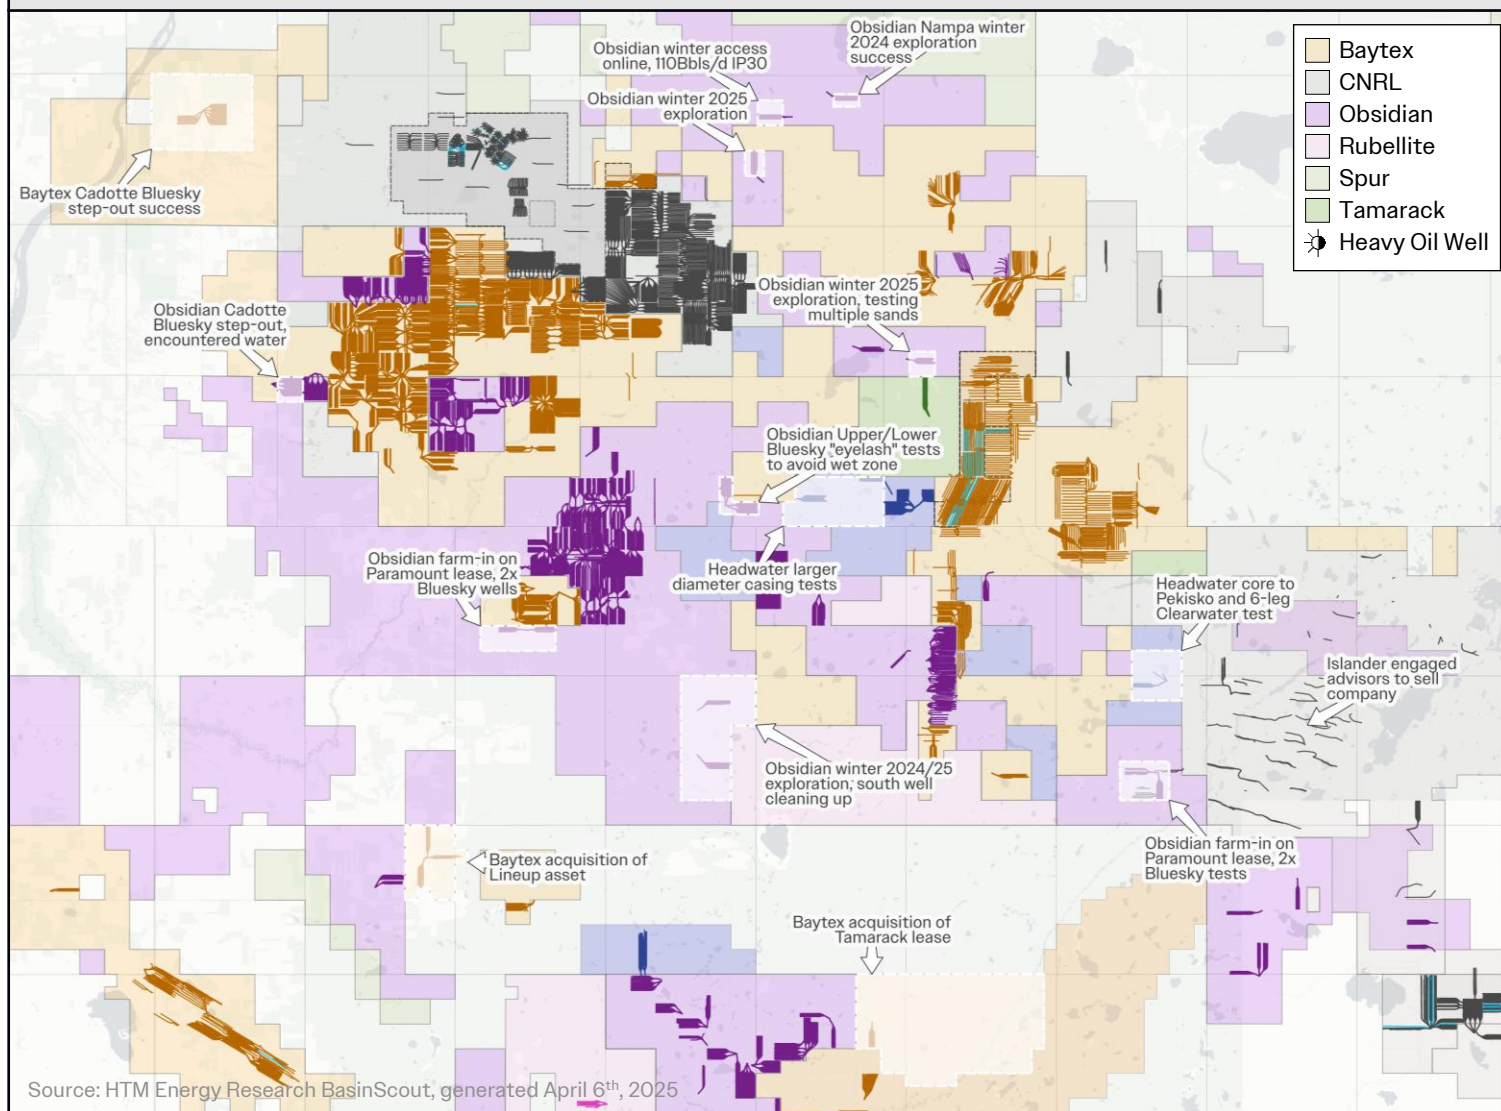 Obsidian Nampa winter
2024 exploration
success
Obsidian winter access
online, 110Bbls/d IP30
Obsidian winter 2025
exploration
Baytex
CNRL
Obsidian
Rubellite
Spur
Tamarack
Heavy Oil Well
Baytex Cadotte Bluesky
step-out success
Obsidian winter 2025
exploration, testing
multiple sands
Obsidian Cadotte
Bluesky step-out,
encountered water
Obsidian Upper/Lower
Bluesky "eyelash" tests
to avoid wet zone
Obsidian farm-in on
Paramount lease, 2x
Bluesky wells
Headwater larger
diameter casing tests
Headwater core to
Pekisko and 6-leg
Clearwater test
Islander engaged
advisors to sell
company
Obsidian winter 2024/25
exploration, south well
cleaning up
Obsidian farm-in on
Paramount lease, 2x
Bluesky tests
Baytex acquisition of
Lineup asset
Baytex acquisition of
Tamarack lease
Source: HTM Energy Research BasinScout, generated April 6th, 2025